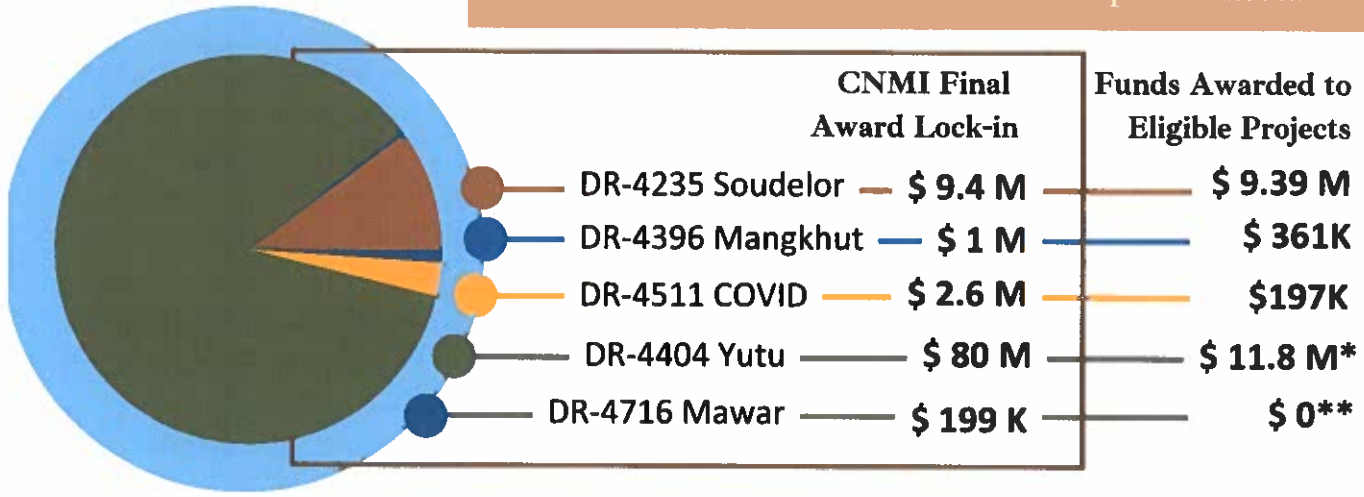 CNMI Final Award Lock-in
Funds Awarded to Eligible Projects
DR-4235 Soudelor $ 9.4 M $ 9.39 M
DR-4396 Mangkhut $ 1 M $ 361K
DR-4511 COVID $ 2.6 M $197K
DR-4404 Yutu $ 80 M $ 11.8 M*
DR-4716 Mawar $ 199 K $ 0**